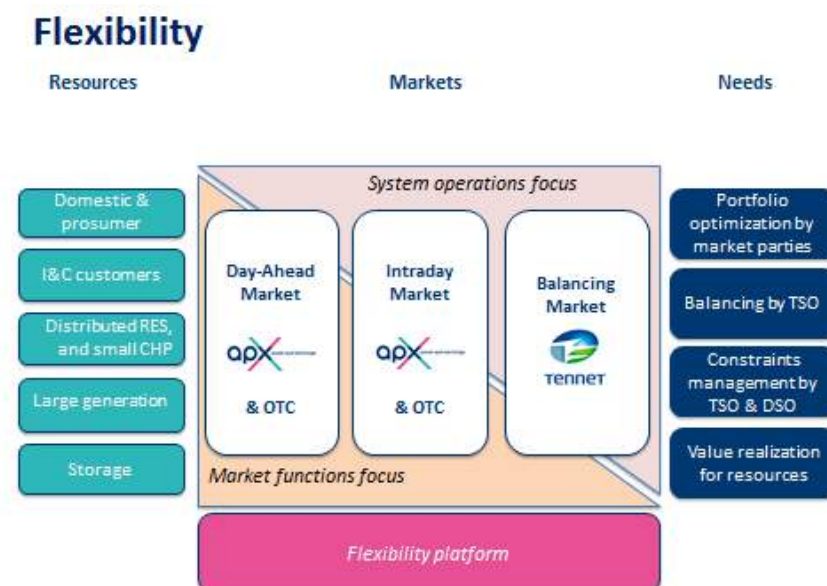 Flexibility
Resources
Markets
Needs
System operations focus
Domestic &
prosumer
I&C customers
Distributed RES,
and small CHP
Large generation
Storage
Day-Ahead
Market
apx
& OTC
Intraday
Market
apx
& OTC
Balancing
Market
TenneT
Portfolio
optimization by
market parties
Balancing by TSO
Constraints
management by
TSO & DSO
Value realization
for resources
Market functions focus
Flexibility platform